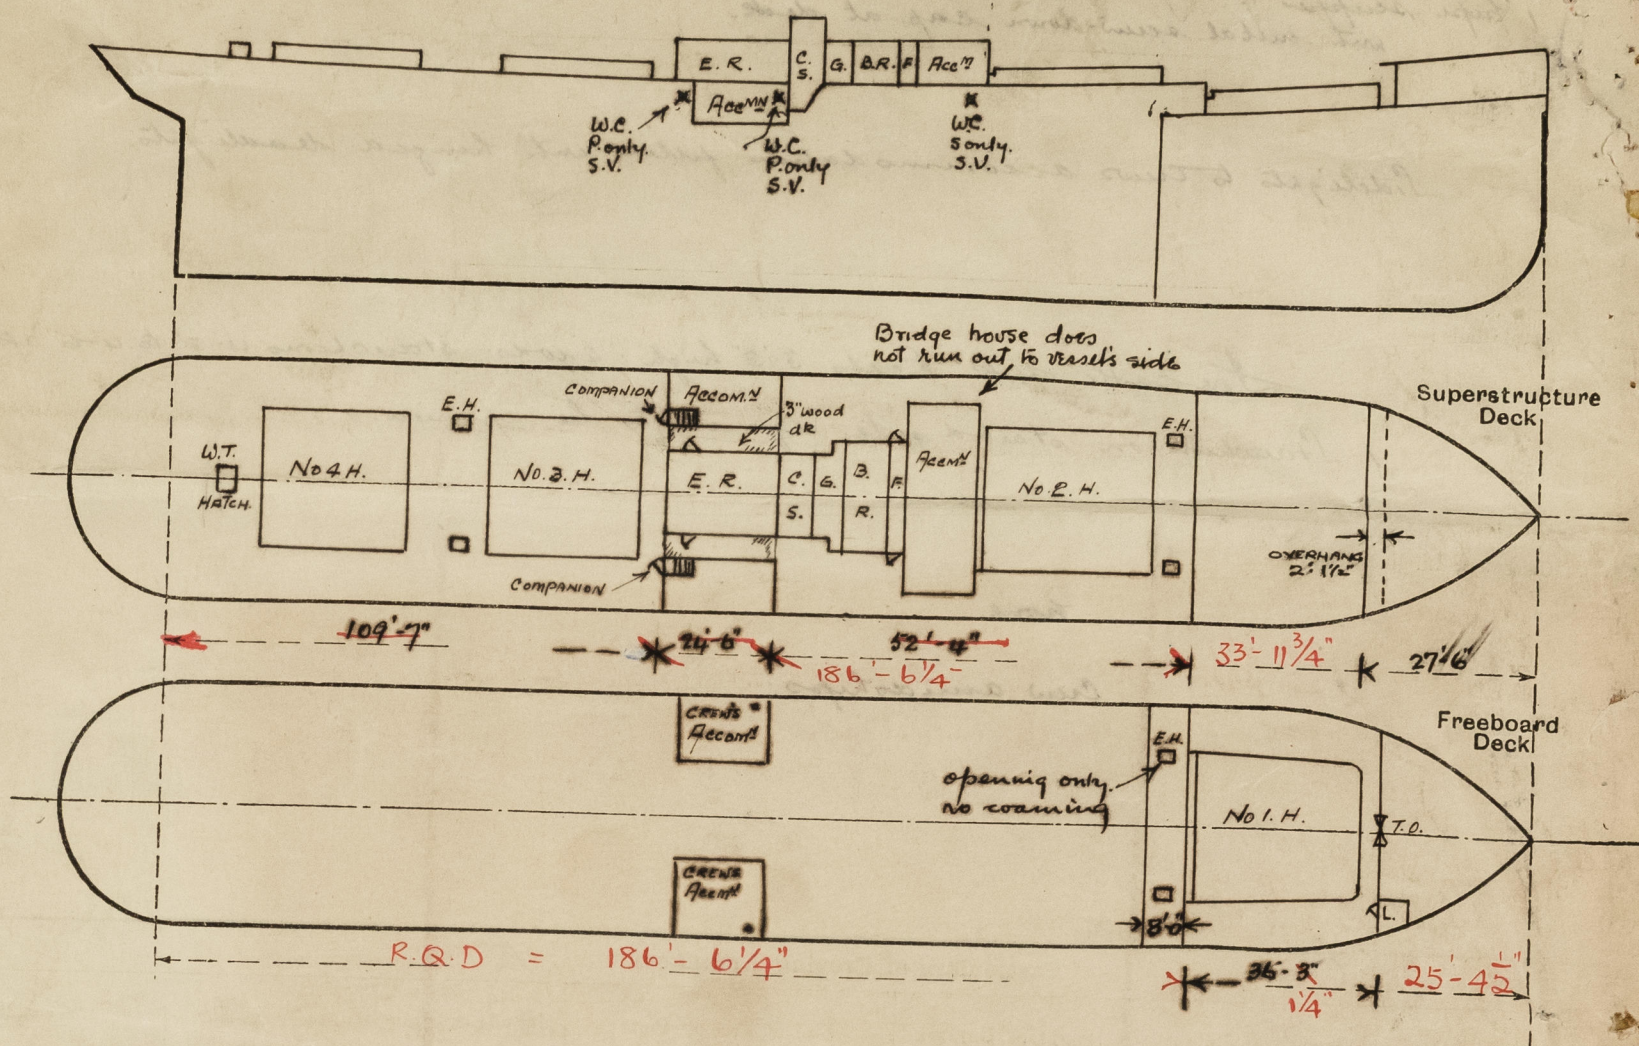 E. R.
C.
S.
G.
B.R.
F
Accⁿ
Accᴹᴺ
W.C.
P.only.
S.V.
W.C.
P.only
S.V.
W.C.
S only.
S.V.
Bridge house does
not run out to vessel's side
Superstructure
Deck
COMPANION
ACCOM.ᴺ
3" wood
dk
E.H.
E.H.
W.T.
HATCH.
No 4 H.
No. 3. H.
E. R.
C.
S.
G.
B.
R.
F.
Accmⁿ
No. 2. H.
OVERHANG
2'. 1½"
COMPANION
109'-7"
24'-6"
52'-4"
186'-6¼"
33'-11¾"
27'6"
Freeboard
Deck
CREWS
Accomⁿ
E.H.
opening only.
no coaming
No 1. H.
T.O.
CREWS
Accmⁿ
L.
8'0"
R.Q.D = 186'-6¼"
36-3"
1¼"
25'-4½"